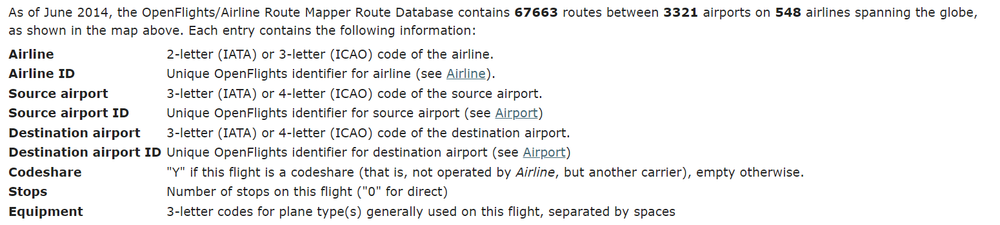 As of June 2014, the OpenFlights/Airline Route Mapper Route Database contains 67663 routes between 3321 airports on 548 airlines spanning the globe,
as shown in the map above. Each entry contains the following information:
Airline 2-letter (IATA) or 3-letter (ICAO) code of the airline.
Airline ID Unique OpenFlights identifier for airline (see Airline).
Source airport 3-letter (IATA) or 4-letter (ICAO) code of the source airport.
Source airport ID Unique OpenFlights identifier for source airport (see Airport)
Destination airport 3-letter (IATA) or 4-letter (ICAO) code of the destination airport.
Destination airport ID Unique OpenFlights identifier for destination airport (see Airport)
Codeshare "Y" if this flight is a codeshare (that is, not operated by Airline, but another carrier), empty otherwise.
Stops Number of stops on this flight ("0" for direct)
Equipment 3-letter codes for plane type(s) generally used on this flight, separated by spaces